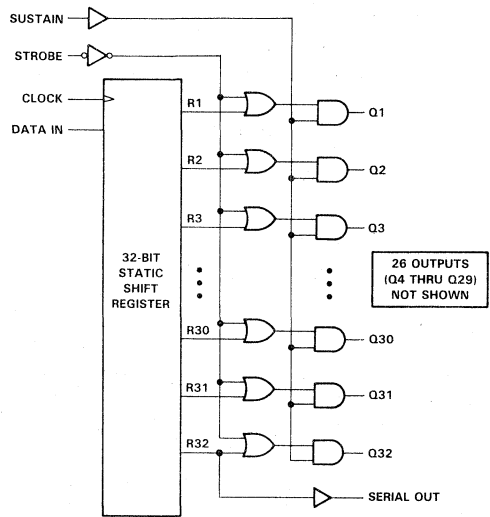 SUSTAIN
STROBE
CLOCK
DATA IN
32-BIT
STATIC
SHIFT
REGISTER
R1
Q1
R2
Q2
R3
Q3
26 OUTPUTS
(Q4 THRU Q29)
NOT SHOWN
R30
Q30
R31
Q31
R32
Q32
SERIAL OUT